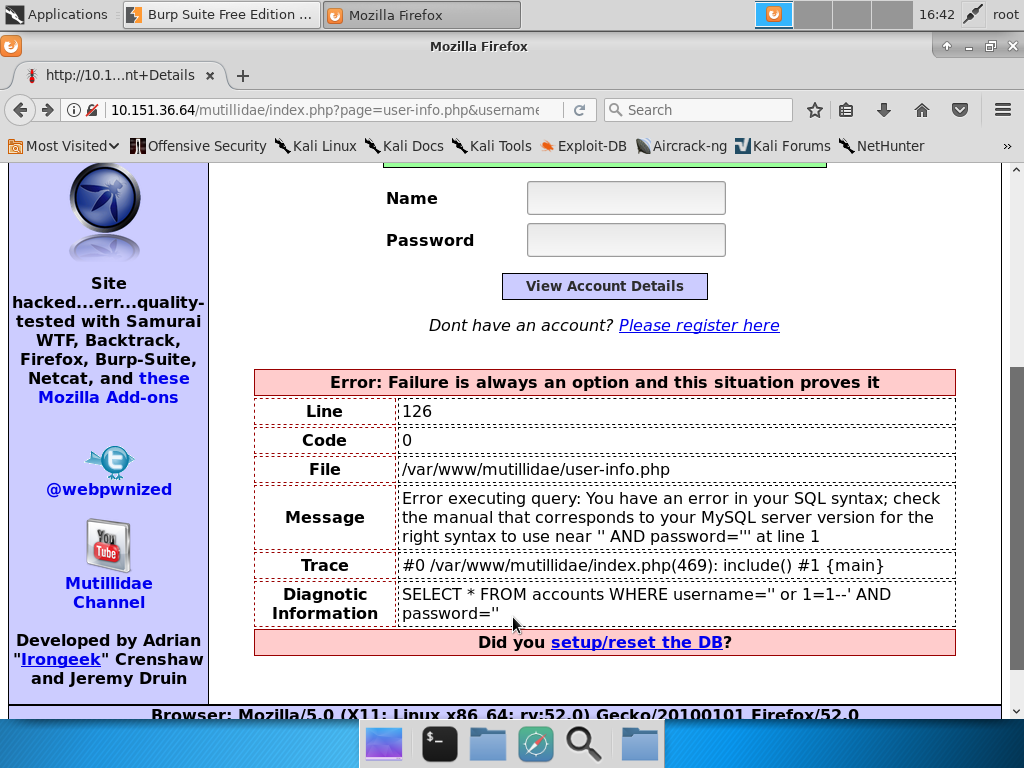 Applications
Burp Suite Free Edition ...
Mozilla Firefox
16:42
root
Mozilla Firefox
http://10.1...nt+Details
10.151.36.64/mutillidae/index.php?page=user-info.php&username
Search
Most Visited
Offensive Security
Kali Linux
Kali Docs
Kali Tools
Exploit-DB
Aircrack-ng
Kali Forums
NetHunter
»
Site
hacked...err...quality-
tested with Samurai
WTF, Backtrack,
Firefox, Burp-Suite,
Netcat, and these
Mozilla Add-ons
@webpwnized
You
Tube
Mutillidae
Channel
Developed by Adrian
"Irongeek" Crenshaw
and Jeremy Druin
Name
Password
View Account Details
Dont have an account? Please register here
Error: Failure is always an option and this situation proves it
Line 126
Code 0
File /var/www/mutillidae/user-info.php
Message
Error executing query: You have an error in your SQL syntax; check
the manual that corresponds to your MySQL server version for the
right syntax to use near '' AND password=''' at line 1
Trace #0 /var/www/mutillidae/index.php(469): include() #1 {main}
Diagnostic
Information
SELECT * FROM accounts WHERE username='' or 1=1--' AND
password=''
Did you setup/reset the DB?
Browser: Mozilla/5.0 (X11; Linux x86_64; rv:52.0) Gecko/20100101 Firefox/52.0
$_